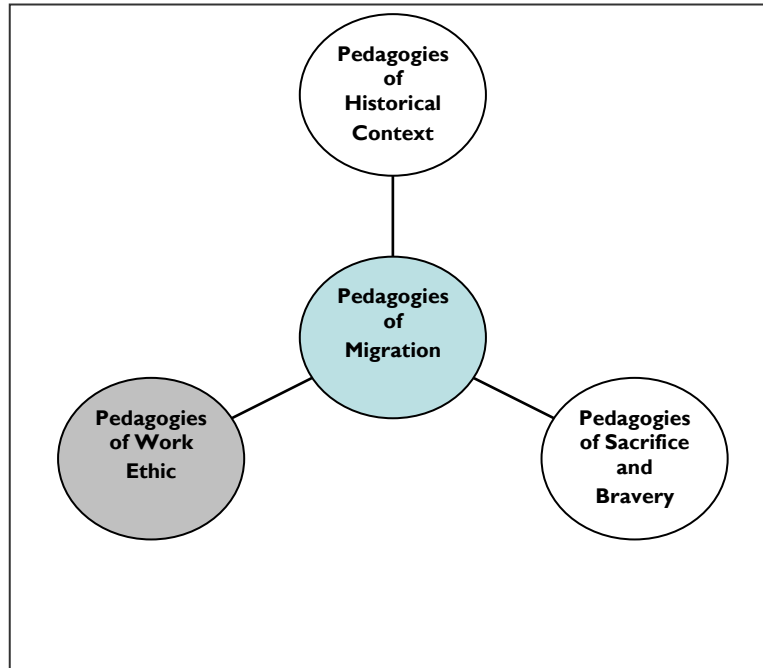 Pedagogies
of
Historical
Context
Pedagogies
of
Migration
Pedagogies
of Work
Ethic
Pedagogies
of Sacrifice
and
Bravery